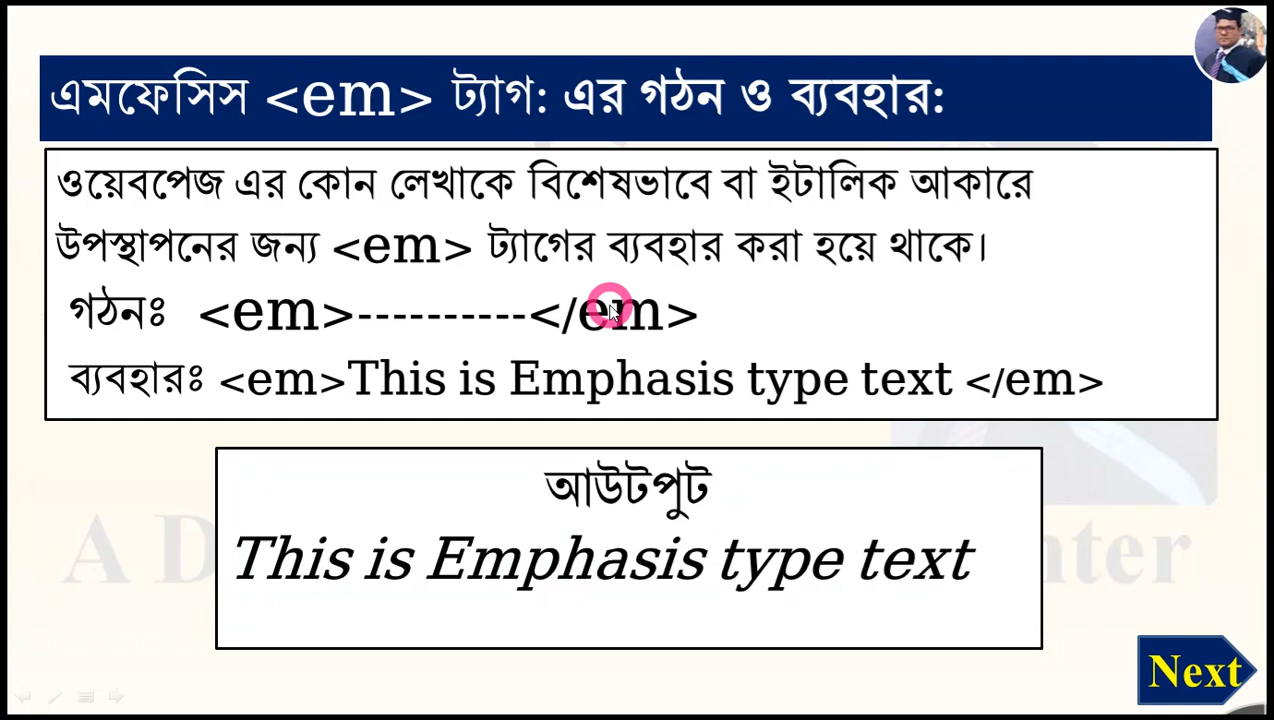 এমফেসিস <em> ট্যাগ: এর গঠন ও ব্যবহার:
ওয়েবপেজ এর কোন লেখাকে বিশেষভাবে বা ইটালিক আকারে
উপস্থাপনের জন্য <em> ট্যাগের ব্যবহার করা হয়ে থাকে।
গঠনঃ <em>----------</em>
ব্যবহারঃ <em>This is Emphasis type text </em>
আউটপুট
This is Emphasis type text
A D
nter
Next